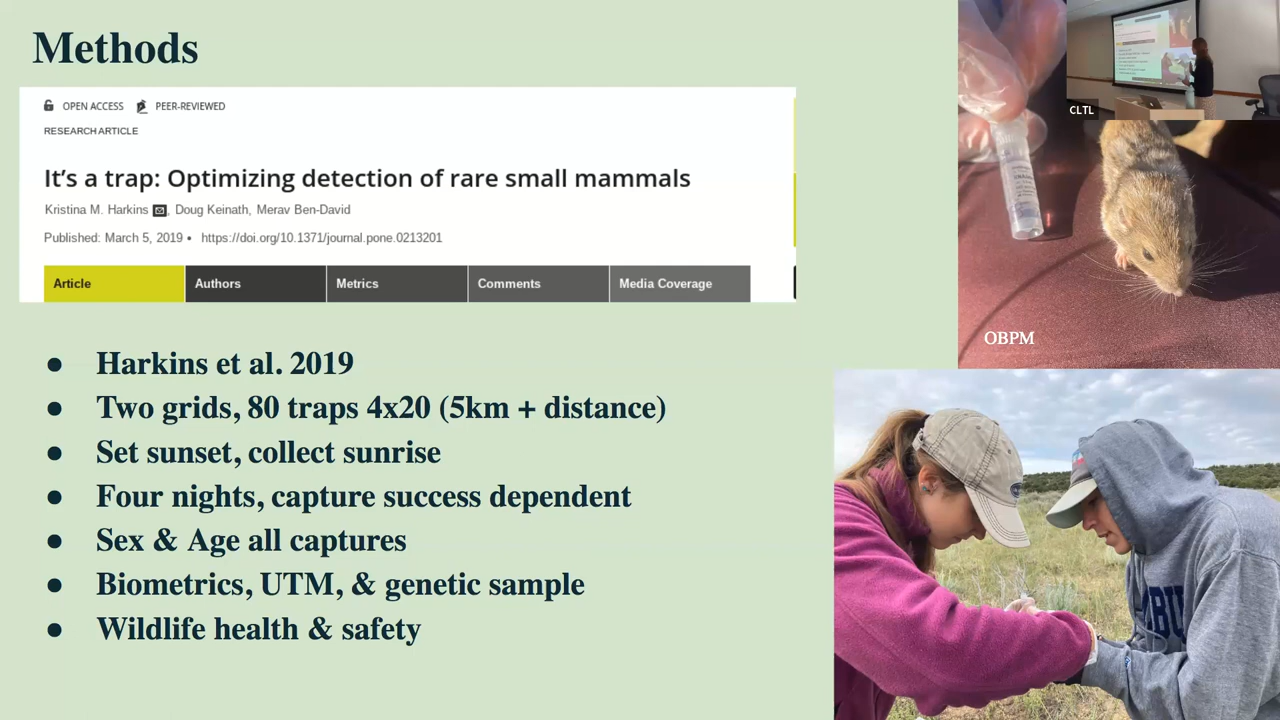 Methods
OPEN ACCESS PEER-REVIEWED
RESEARCH ARTICLE
It's a trap: Optimizing detection of rare small mammals
Kristina M. Harkins , Doug Keinath, Merav Ben-David
Published: March 5, 2019 • https://doi.org/10.1371/journal.pone.0213201
Article Authors Metrics Comments Media Coverage
● Harkins et al. 2019
● Two grids, 80 traps 4x20 (5km + distance)
● Set sunset, collect sunrise
● Four nights, capture success dependent
● Sex & Age all captures
● Biometrics, UTM, & genetic sample
● Wildlife health & safety
CLTL
OBPM